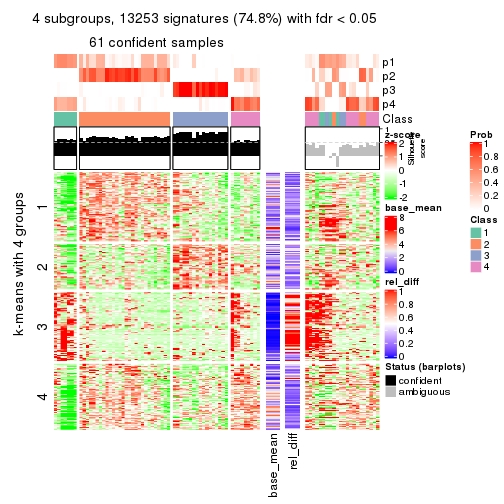 4 subgroups, 13253 signatures (74.8%) with fdr < 0.05
61 confident samples
p1
p2
p3
p4
Class
1
2
3
4
k-means with 4 groups
base_mean
rel_diff
z-score
2
1
0
-1
-2
Silhouette
score
1
0
base_mean
8
6
4
2
0
rel_diff
1
0.8
0.6
0.4
0.2
0
Status (barplots)
confident
ambiguous
Prob
1
0.8
0.6
0.4
0.2
0
Class
1
2
3
4